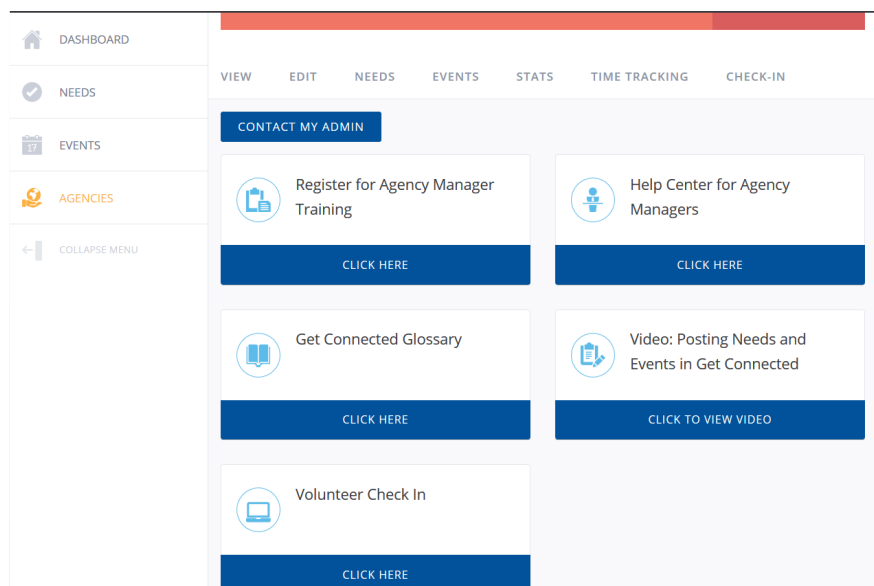 DASHBOARD
NEEDS
17
EVENTS
AGENCIES
COLLAPSE MENU
VIEW EDIT NEEDS EVENTS STATS TIME TRACKING CHECK-IN
CONTACT MY ADMIN
Register for Agency Manager
Training
CLICK HERE
Help Center for Agency
Managers
CLICK HERE
Get Connected Glossary
CLICK HERE
Video: Posting Needs and
Events in Get Connected
CLICK TO VIEW VIDEO
Volunteer Check In
CLICK HERE